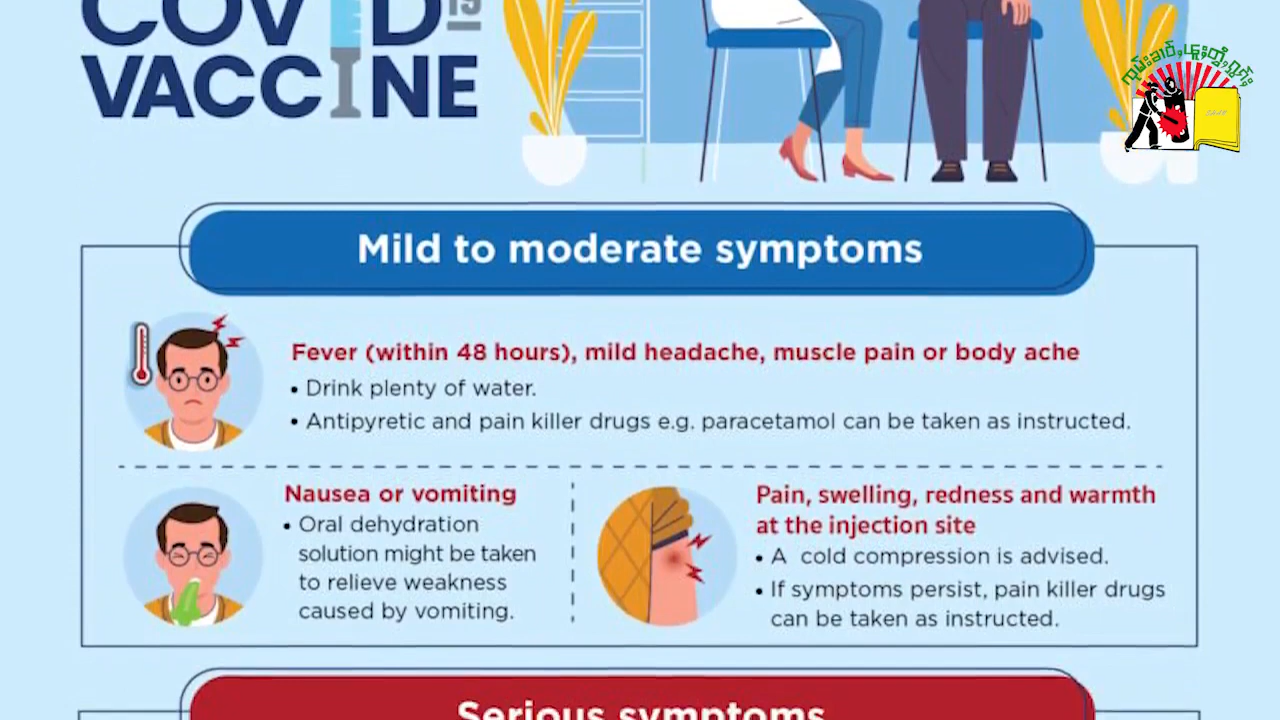 COVID
19
VACCINE
Mild to moderate symptoms
Fever (within 48 hours), mild headache, muscle pain or body ache
• Drink plenty of water.
• Antipyretic and pain killer drugs e.g. paracetamol can be taken as instructed.
Nausea or vomiting
• Oral dehydration
solution might be taken
to relieve weakness
caused by vomiting.
Pain, swelling, redness and warmth
at the injection site
• A cold compression is advised.
• If symptoms persist, pain killer drugs
can be taken as instructed.
Serious symptoms